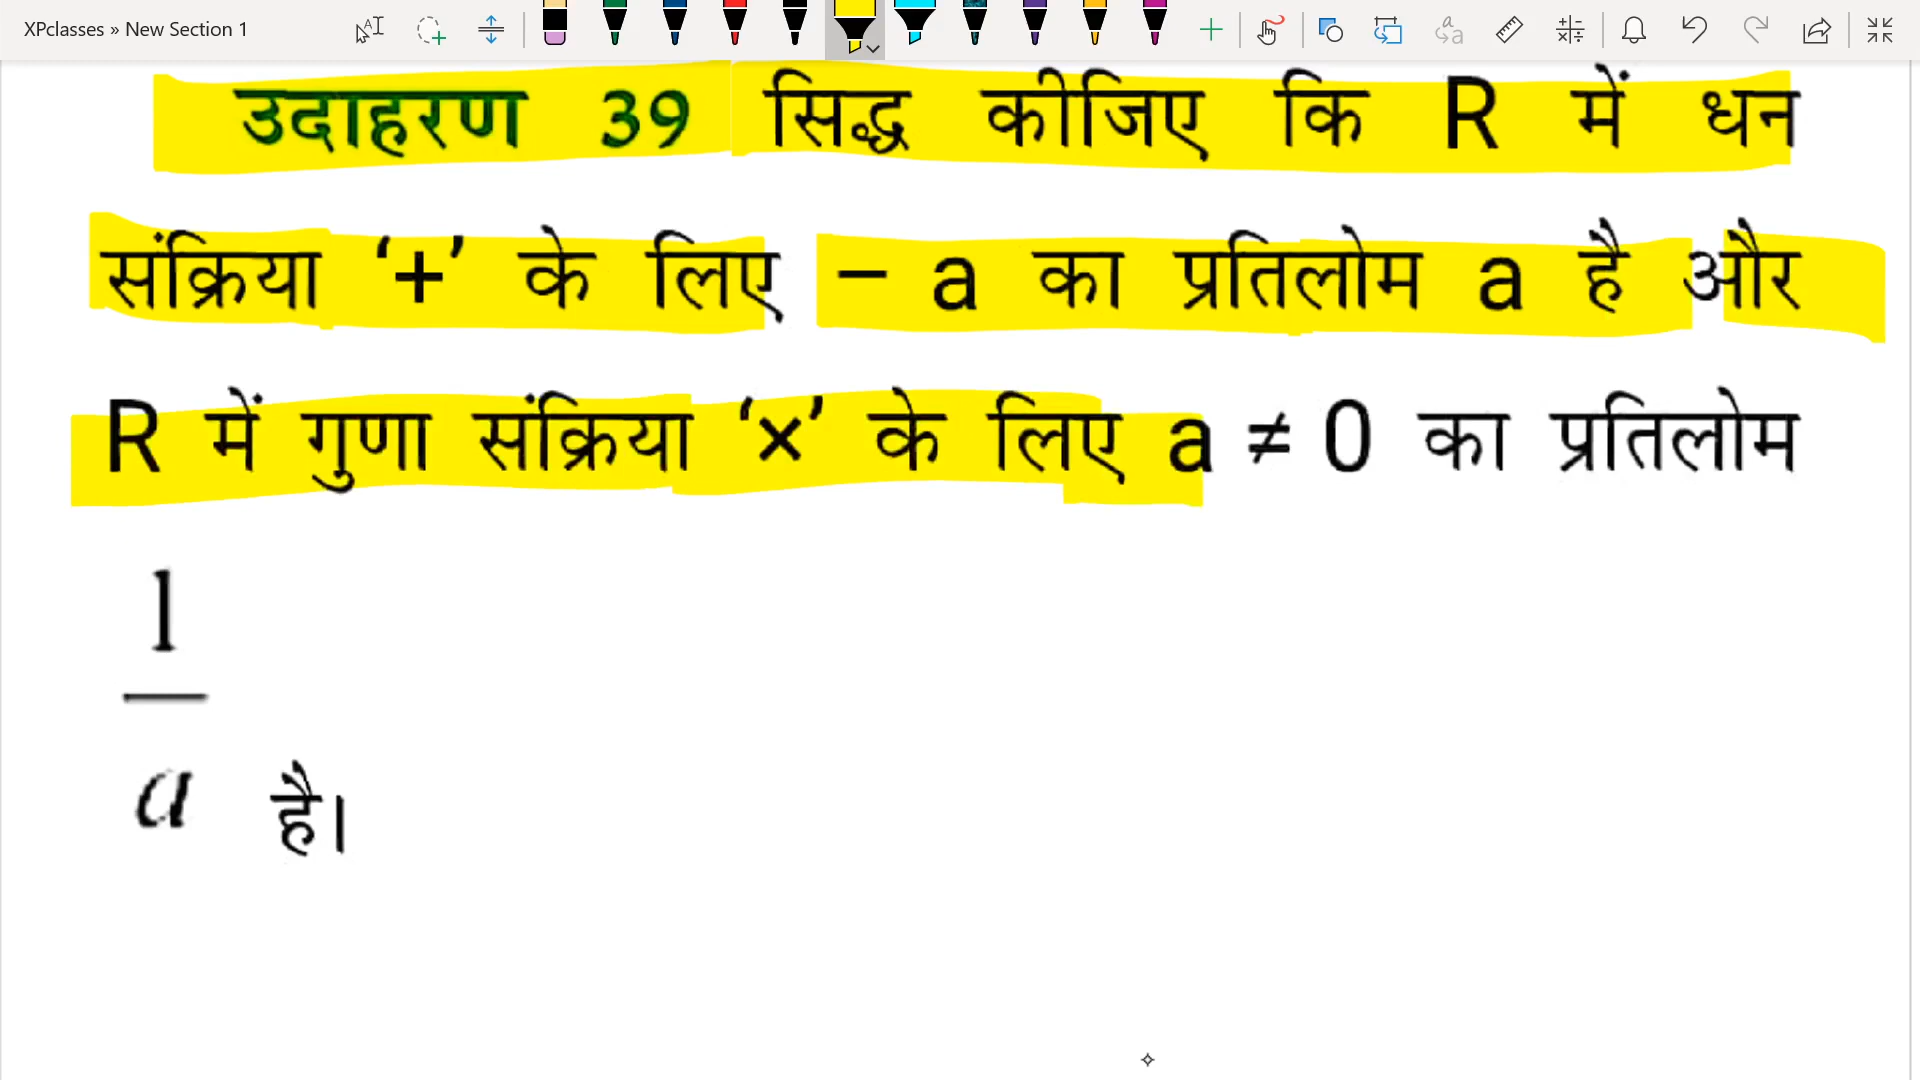 XPclasses » New Section 1
उदाहरण 39 सिद्ध कीजिए कि R में धन
संक्रिया ‘+’ के लिए – a का प्रतिलोम a है और
R में गुणा संक्रिया ‘×’ के लिए a ≠ 0 का प्रतिलोम
1
a है।